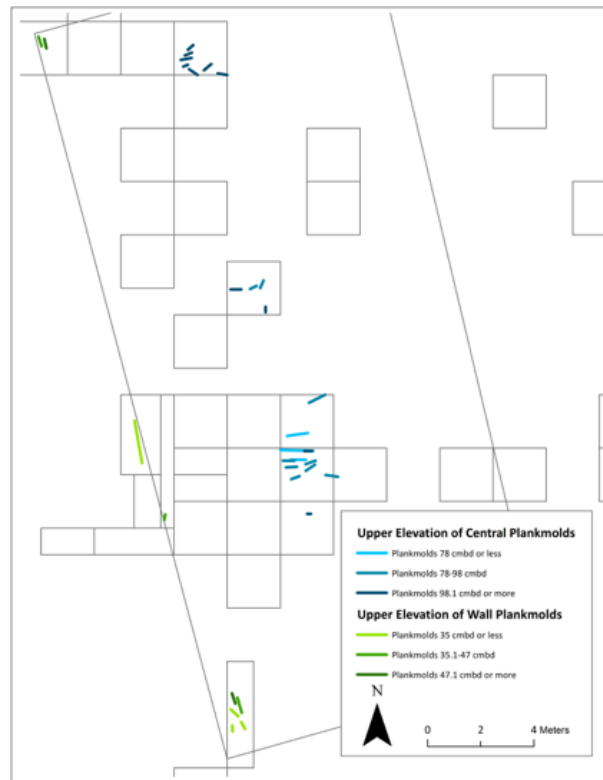 Upper Elevation of Central Plankmolds
Plankmolds 78 cmbd or less
Plankmolds 78-98 cmbd
Plankmolds 98.1 cmbd or more
Upper Elevation of Wall Plankmolds
Plankmolds 35 cmbd or less
Plankmolds 35.1-47 cmbd
Plankmolds 47.1 cmbd or more
N
0 2 4 Meters